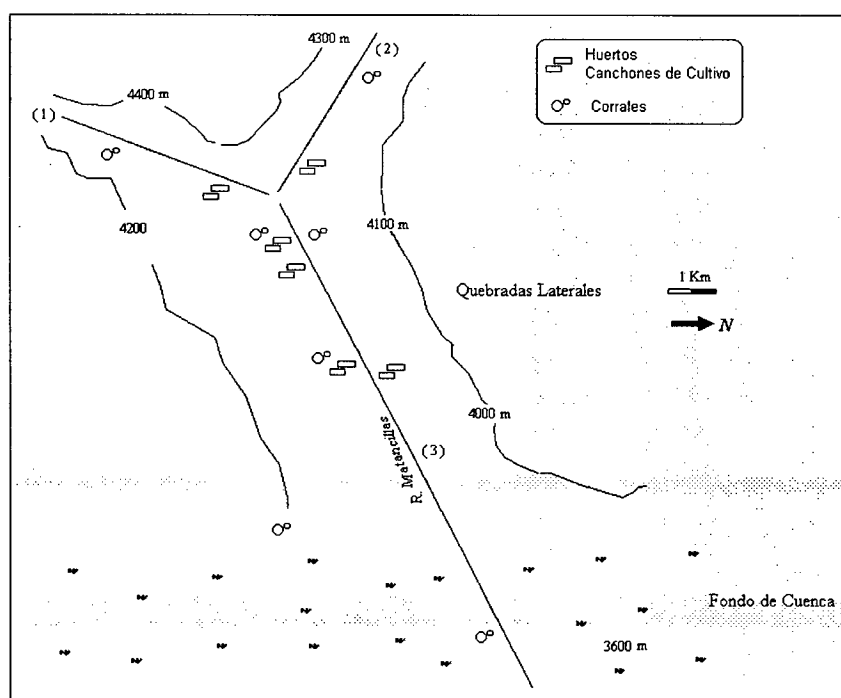 4300 m
(2)
Huertos
Canchones de Cultivo
Corrales
4400 m
(1)
4200
4100 m
Quebradas Laterales
1 Km
N
4000 m
R. Matancillas
(3)
Fondo de Cuenca
3600 m